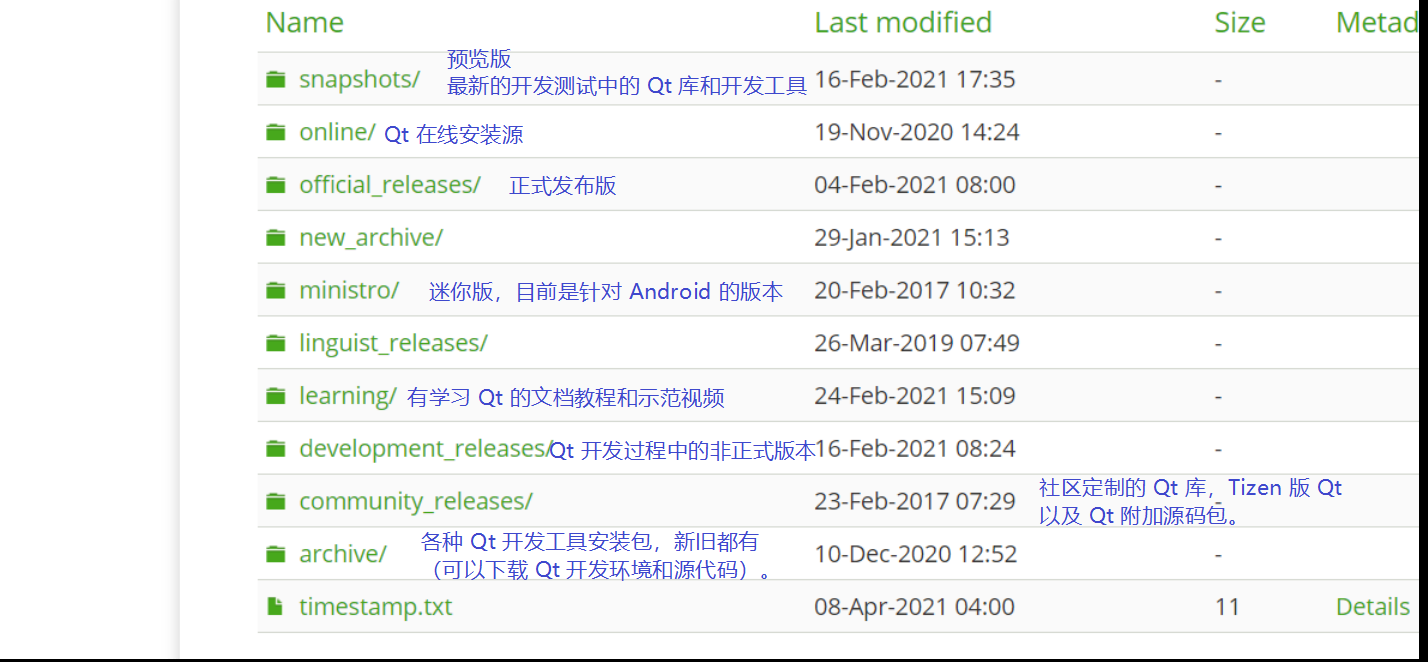 Name Last modified Size Metad
预览版
snapshots/ 最新的开发测试中的 Qt 库和开发工具 16-Feb-2021 17:35 -
online/ Qt 在线安装源 19-Nov-2020 14:24 -
official_releases/ 正式发布版 04-Feb-2021 08:00 -
new_archive/ 29-Jan-2021 15:13 -
ministro/ 迷你版，目前是针对 Android 的版本 20-Feb-2017 10:32 -
linguist_releases/ 26-Mar-2019 07:49 -
learning/ 有学习 Qt 的文档教程和示范视频 24-Feb-2021 15:09 -
development_releases/ Qt 开发过程中的非正式版本 16-Feb-2021 08:24 -
社区定制的 Qt 库，Tizen 版 Qt
community_releases/ 23-Feb-2017 07:29 - 以及 Qt 附加源码包。
各种 Qt 开发工具安装包，新旧都有
archive/ 10-Dec-2020 12:52 -
（可以下载 Qt 开发环境和源代码）。
timestamp.txt 08-Apr-2021 04:00 11 Details